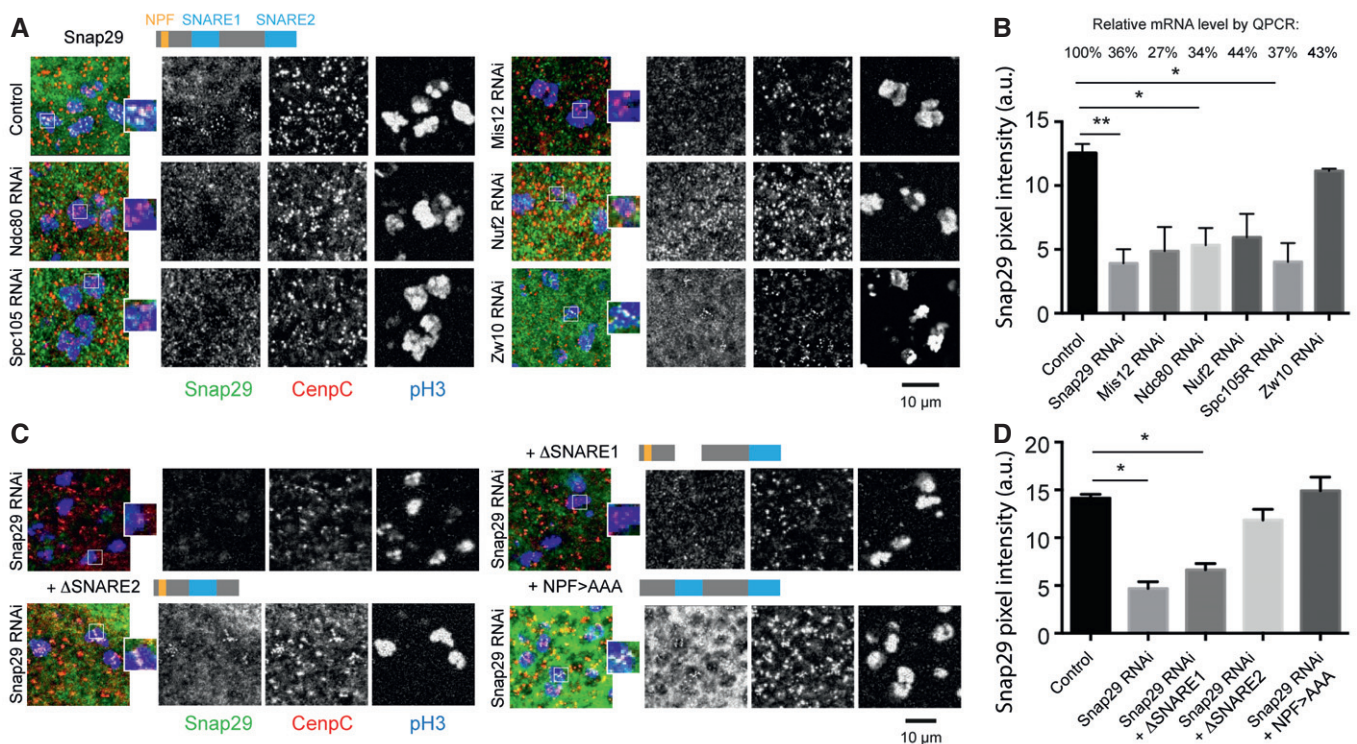 A
NPF SNARE1 SNARE2
Snap29
Control
Ndc80 RNAi
Spc105 RNAi
Mis12 RNAi
Nuf2 RNAi
Zw10 RNAi
Snap29 CenpC pH3
10 µm
B
Relative mRNA level by QPCR:
100% 36% 27% 34% 44% 37% 43%
*
*
**
Snap29 pixel intensity (a.u.)
15
10
5
0
Control
Snap29 RNAi
Mis12 RNAi
Ndc80 RNAi
Nuf2 RNAi
Spc105R RNAi
Zw10 RNAi
C
Snap29 RNAi
+ ΔSNARE1
Snap29 RNAi
+ ΔSNARE2
Snap29 RNAi
+ NPF>AAA
Snap29 RNAi
Snap29 CenpC pH3
10 µm
D
*
*
Snap29 pixel intensity (a.u.)
20
15
10
5
0
Control
Snap29 RNAi
Snap29 RNAi
+ ΔSNARE1
Snap29 RNAi
+ ΔSNARE2
Snap29 RNAi
+ NPF>AAA